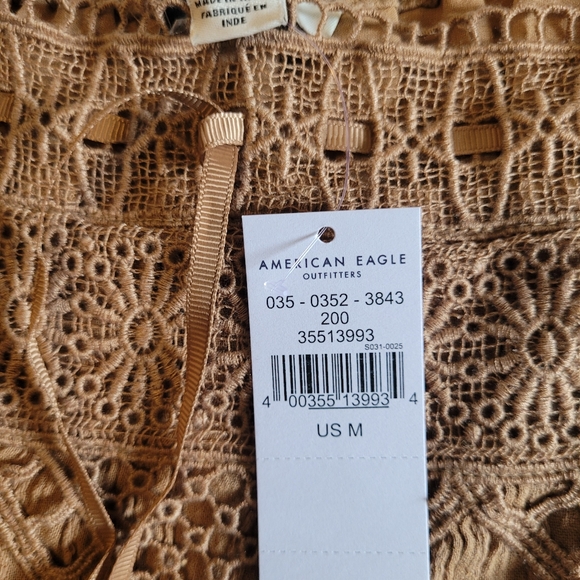 FABRIQUÉ EN
INDE
AMERICAN EAGLE
OUTFITTERS
035 - 0352 - 3843
200
35513993
S031-0025
4 00355 13993 4
US M